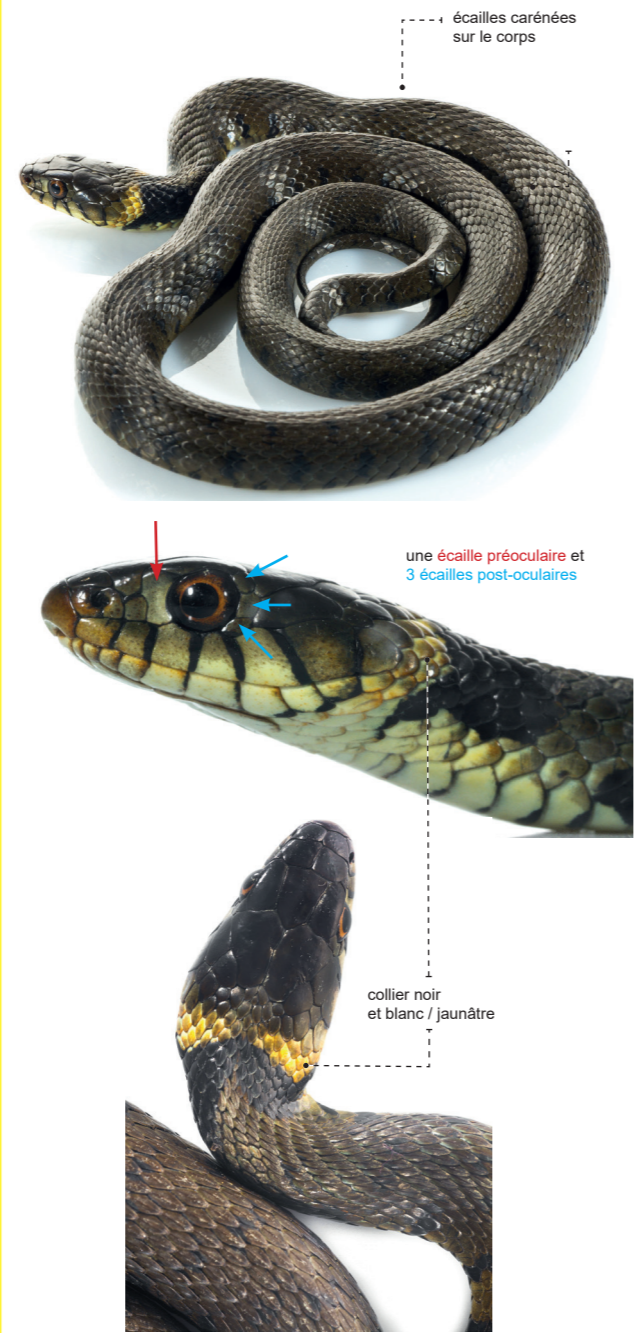 écailles carénées
sur le corps
une écaille préoculaire et
3 écailles post-oculaires
collier noir
et blanc / jaunâtre